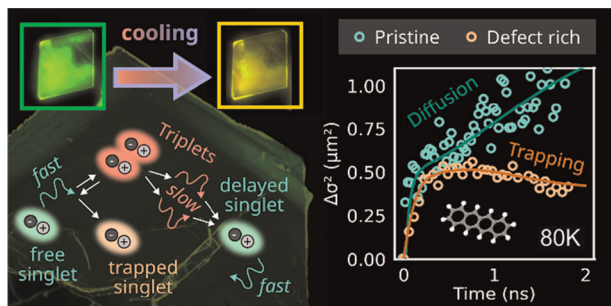 cooling
Triplets
fast
slow
delayed
singlet
free
singlet
trapped
singlet
fast
Pristine
Defect rich
Δσ² (μm²)
1.00
0.75
0.50
0.25
0.00
Diffusion
Trapping
80K
0
1
2
Time (ns)